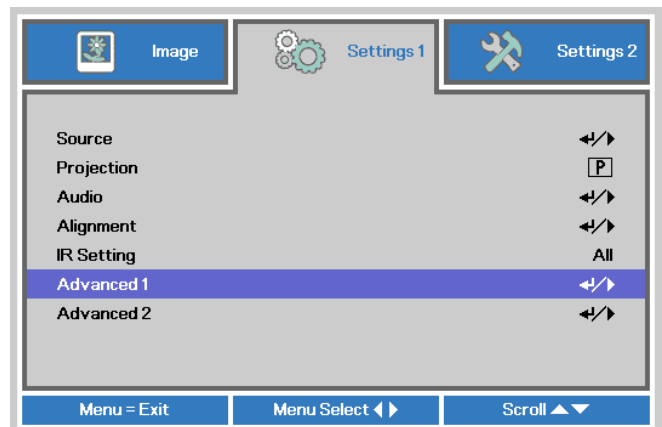 Image
Settings 1
Settings 2
Source ↵/▶
Projection P
Audio ↵/▶
Alignment ↵/▶
IR Setting All
Advanced 1 ↵/▶
Advanced 2 ↵/▶
Menu = Exit
Menu Select ◀ ▶
Scroll ▲ ▼